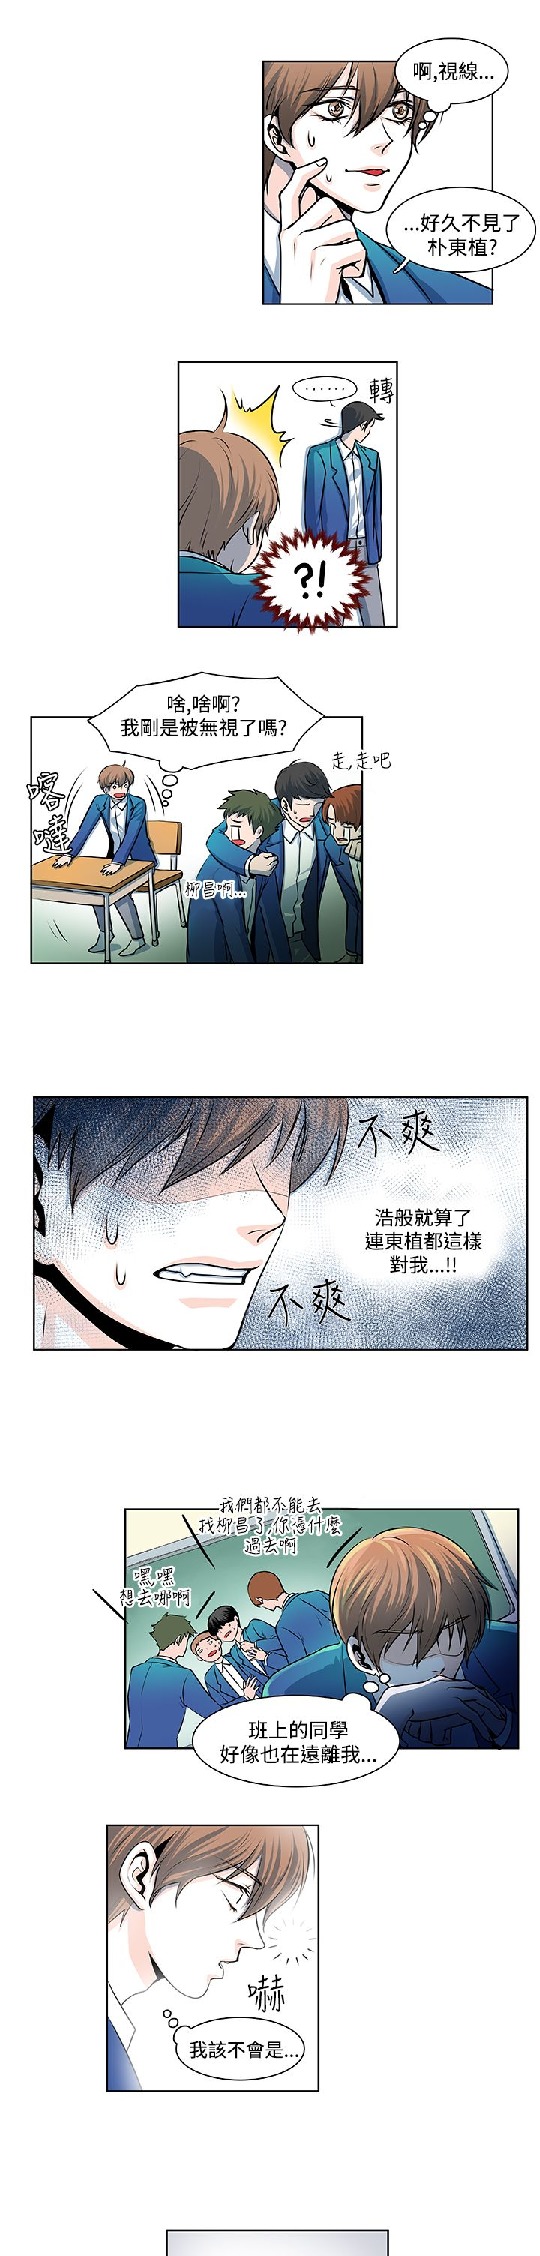 啊,視線...
...好久不見了
朴東植?
......
轉
?!
啥,啥啊?
我剛是被無視了嗎?
走,走吧
喀噠
柳昌啊...
不爽
浩般就算了
連東植都這樣
對我...!!
不爽
我們都不能去
找柳昌了,你憑什麼
過去啊
嘿嘿
想去哪啊
班上的同學
好像也在遠離我...
嚇
我該不會是...